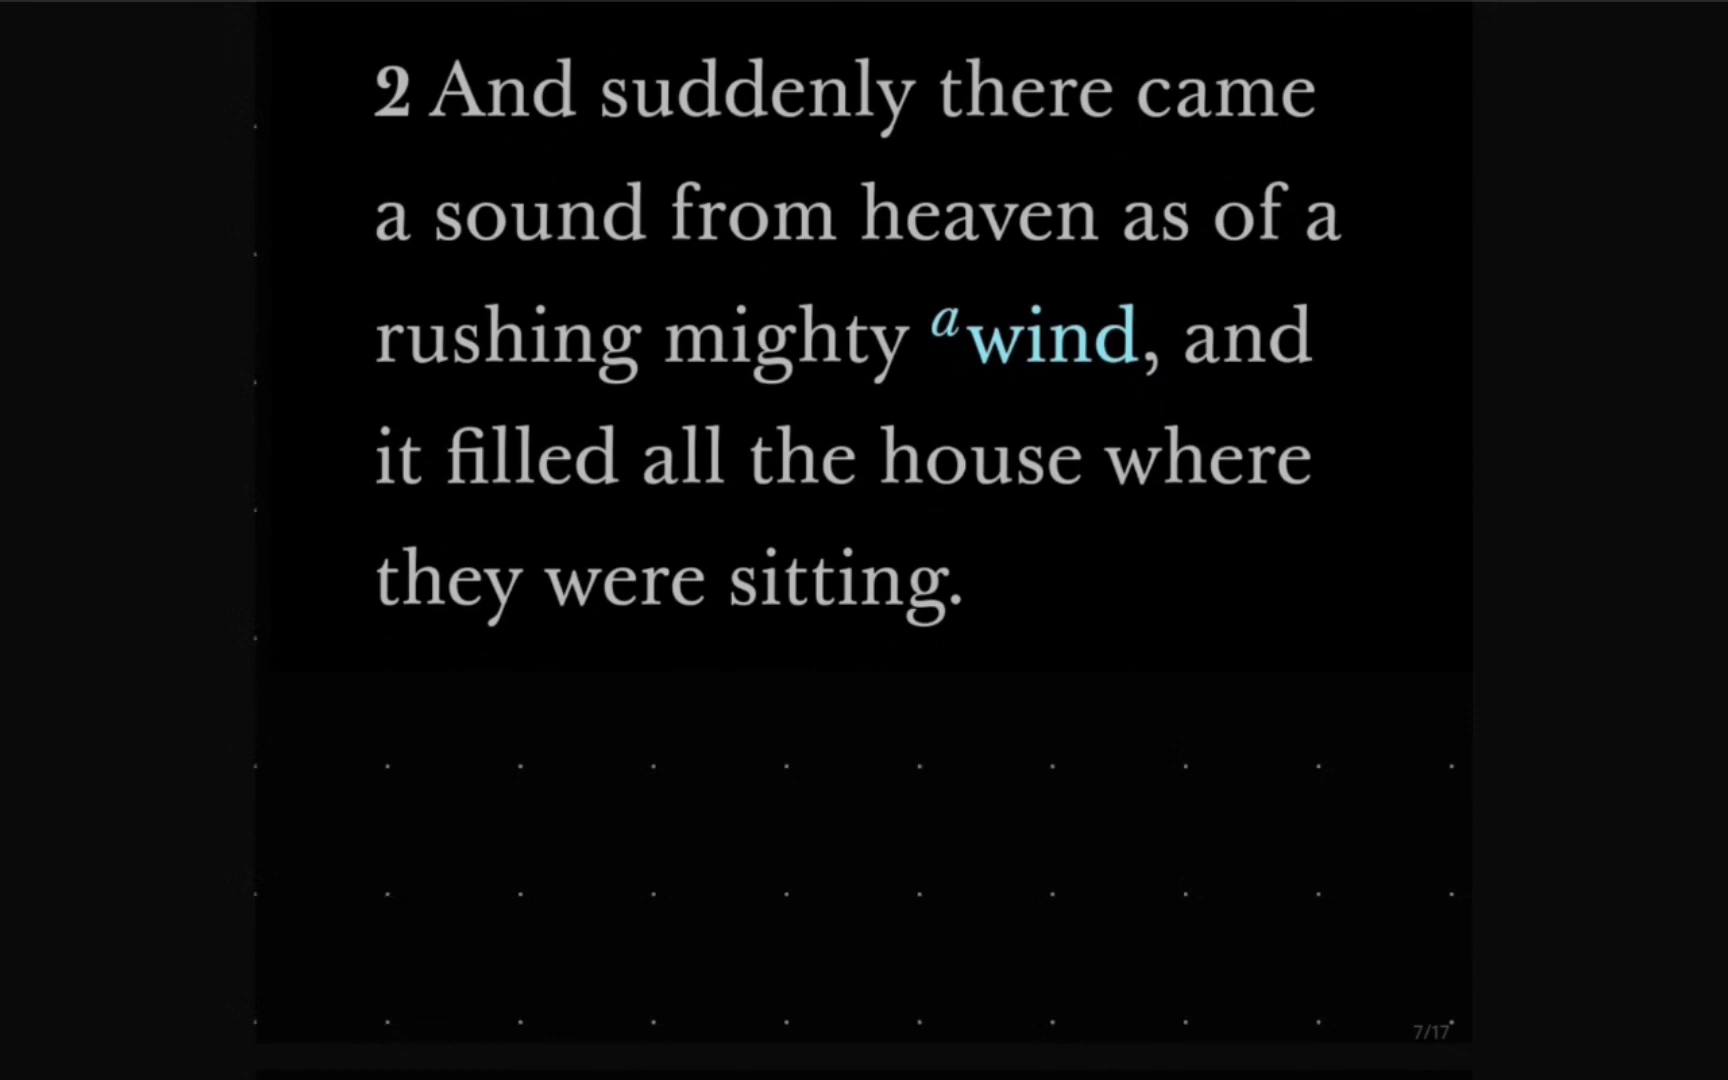 2 And suddenly there came
a sound from heaven as of a
rushing mighty a wind, and
it filled all the house where
they were sitting.
7/17